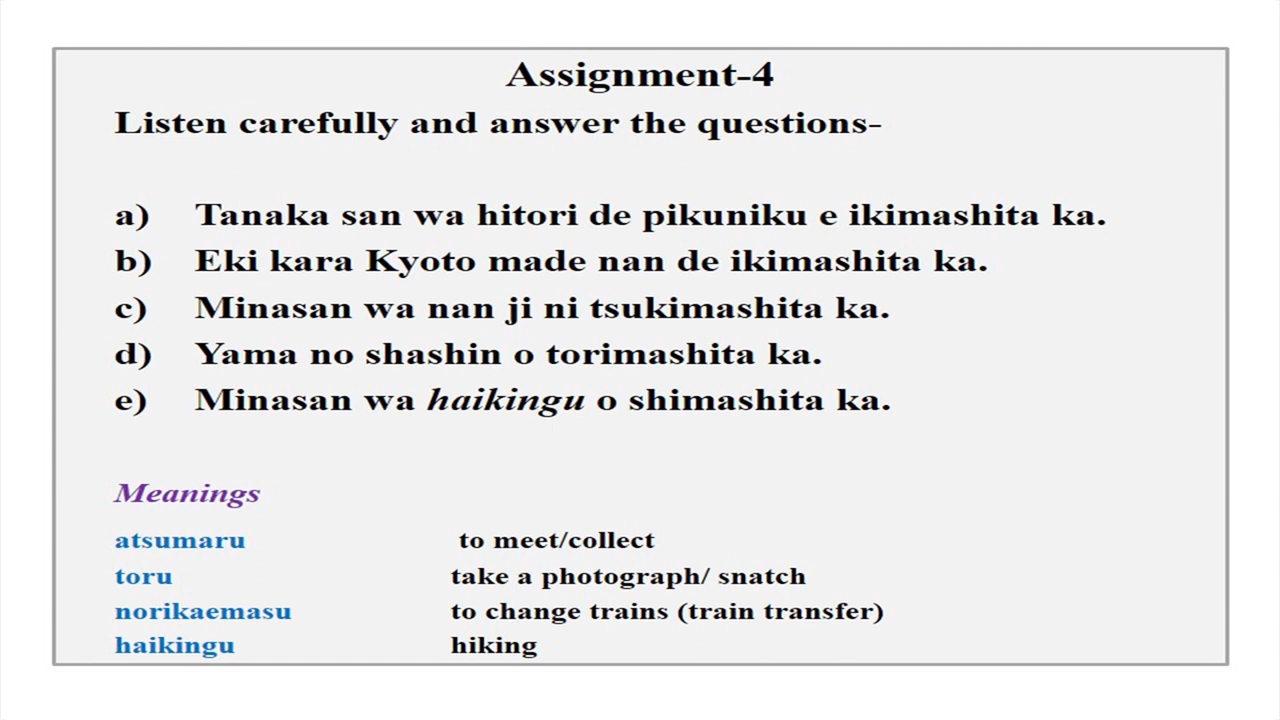 Assignment-4
Listen carefully and answer the questions-
a) Tanaka san wa hitori de pikuniku e ikimashita ka.
b) Eki kara Kyoto made nan de ikimashita ka.
c) Minasan wa nan ji ni tsukimashita ka.
d) Yama no shashin o torimashita ka.
e) Minasan wa haikingu o shimashita ka.
Meanings
atsumaru to meet/collect
toru take a photograph/ snatch
norikaemasu to change trains (train transfer)
haikingu hiking